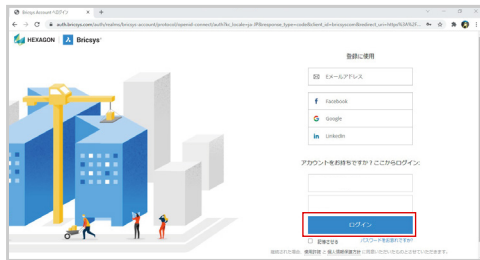 Bricsys Account へログイン
auth.bricsys.com/auth/realms/bricsys-account/protocol/openid-connect/auth?kc_locale=ja-JP&response_type=code&client_id=bricsyscom&redirect_uri=https%3A%2F...
HEXAGON | Bricsys®
登録に使用
Eメールアドレス
Facebook
Google
LinkedIn
アカウントをお持ちですか？ここからログイン:
ログイン
記憶させる パスワードをお忘れですか?